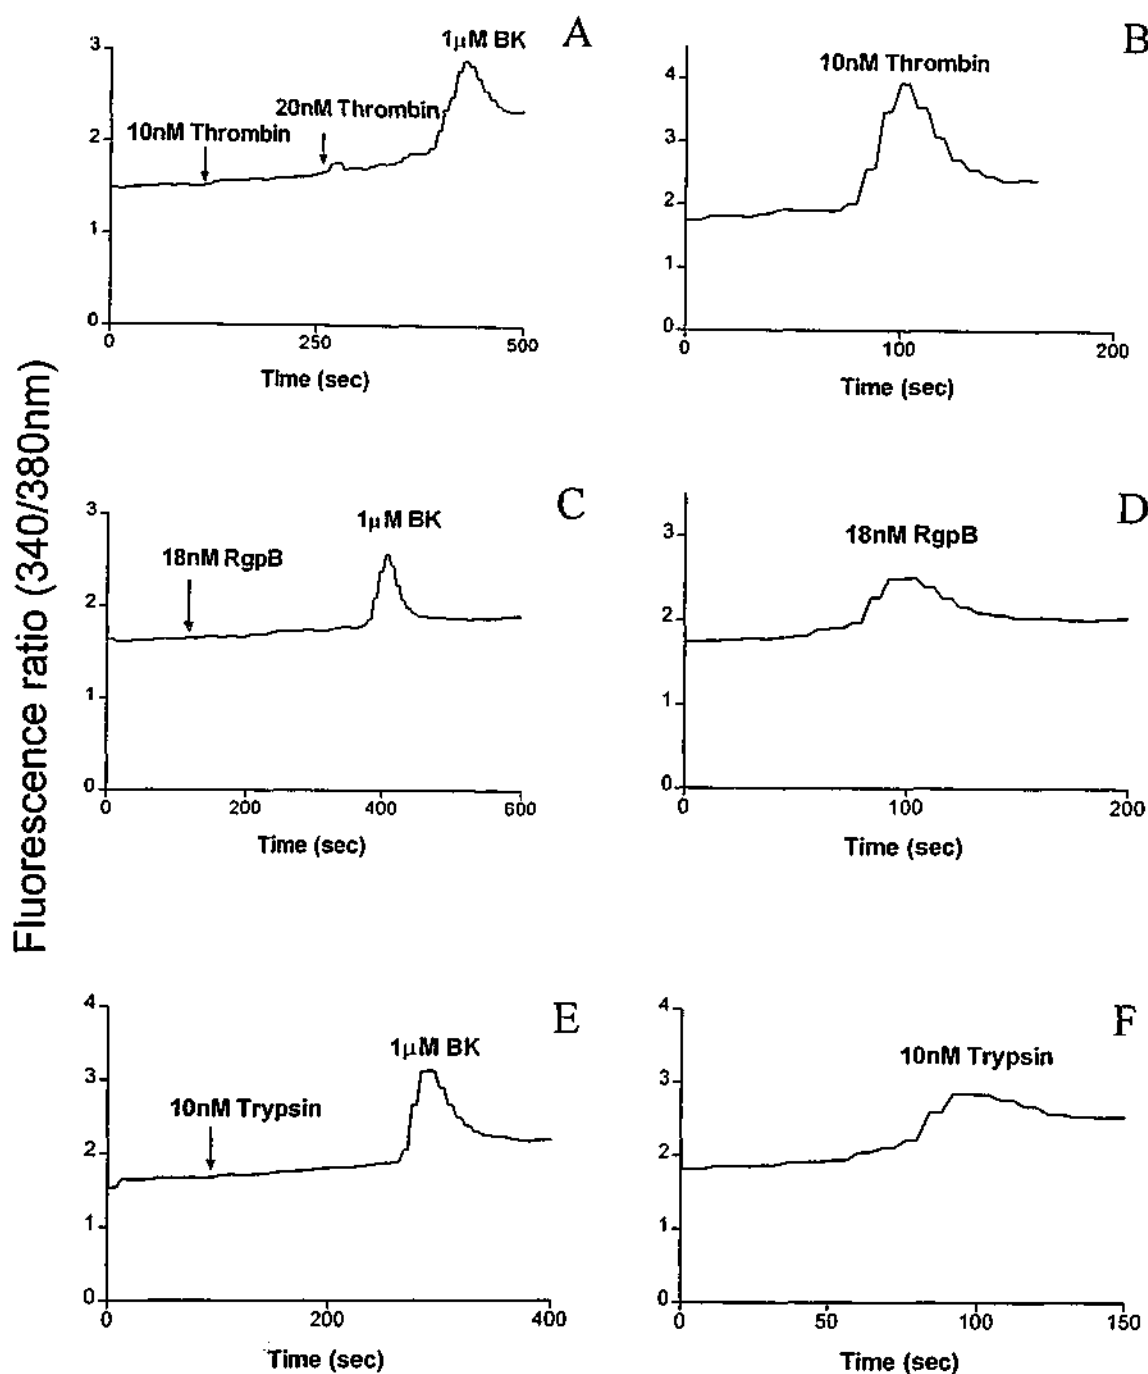 Fluorescence ratio (340/380nm)
A
1μM BK
20nM Thrombin
10nM Thrombin
3
2
1
0
0 250 500
Time (sec)
B
10nM Thrombin
4
3
2
1
0
0 100 200
Time (sec)
C
1μM BK
18nM RgpB
3
2
1
0
0 200 400 600
Time (sec)
D
18nM RgpB
3
2
1
0
0 100 200
Time (sec)
E
1μM BK
10nM Trypsin
4
3
2
1
0
0 200 400
Time (sec)
F
10nM Trypsin
4
3
2
1
0
0 50 100 150
Time (sec)